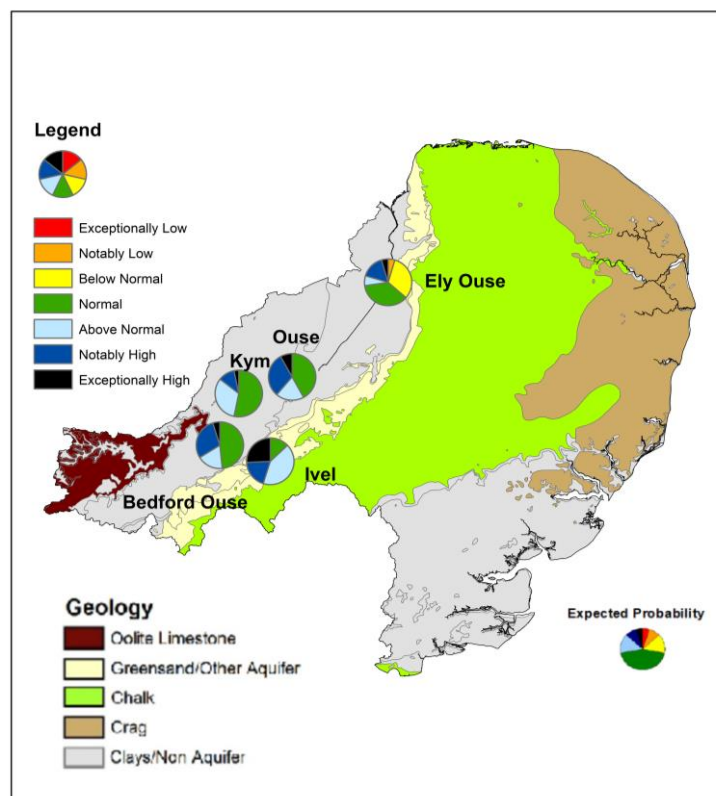 Legend
Exceptionally Low
Notably Low
Below Normal
Normal
Above Normal
Notably High
Exceptionally High
Ely Ouse
Ouse
Kym
Ivel
Bedford Ouse
Geology
Oolite Limestone
Greensand/Other Aquifer
Chalk
Crag
Clays/Non Aquifer
Expected Probability